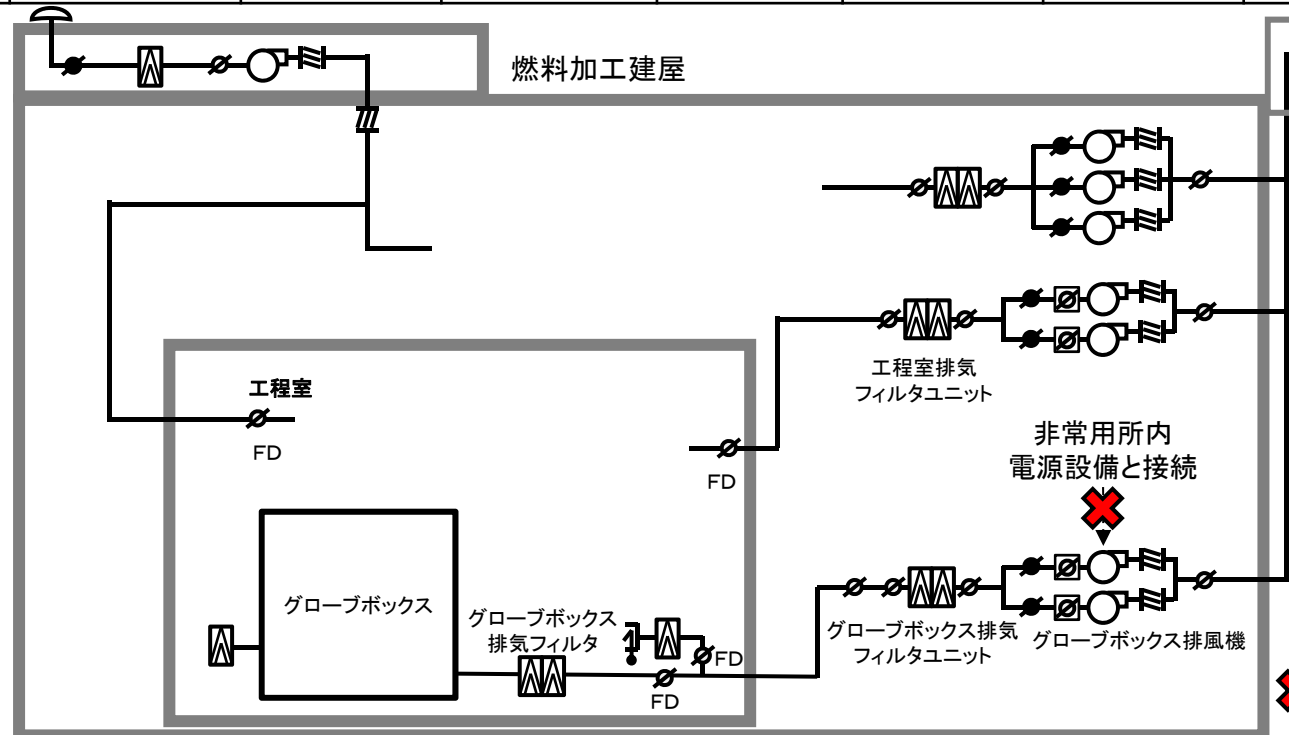 燃料加工建屋
工程室排気
フィルタユニット
工程室
FD
FD
非常用所内
電源設備と接続
グローブボックス
グローブボックス
排気フィルタ
FD
FD
グローブボックス排気
フィルタユニット
グローブボックス排風機